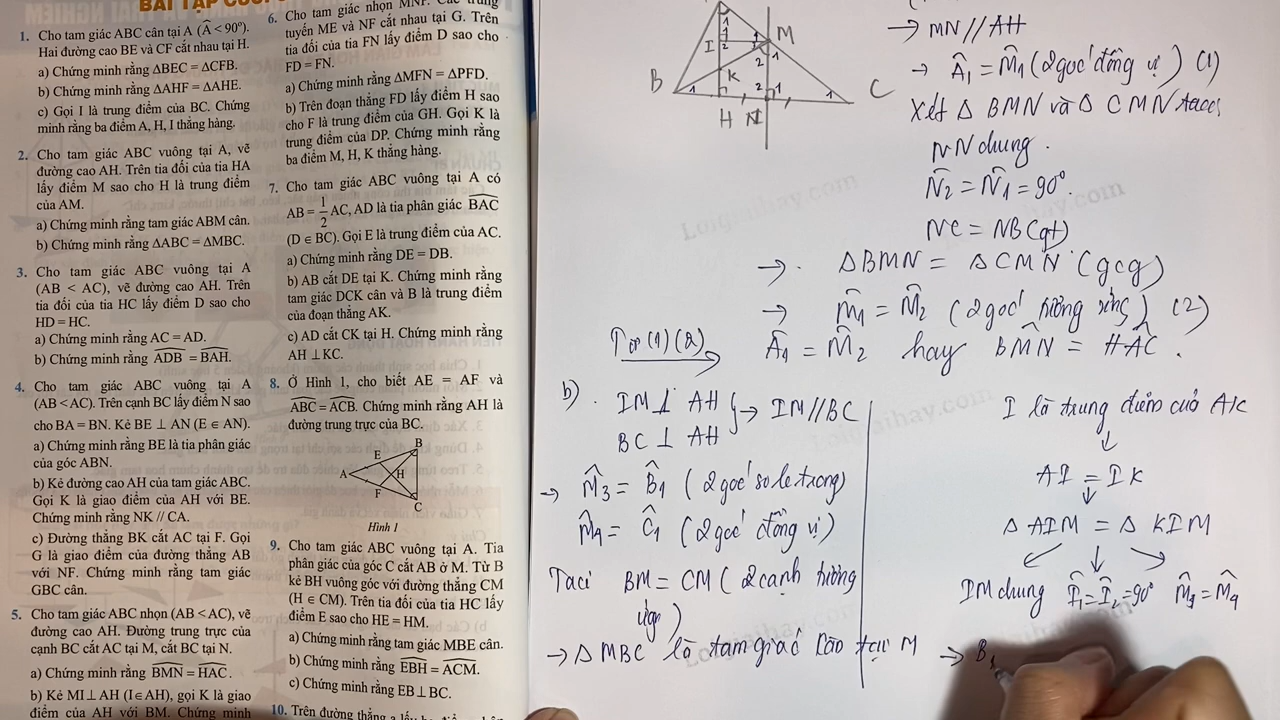 BÀI TẬP CUỐI
1. Cho tam giác ABC cân tại A (Â < 90°).
Hai đường cao BE và CF cắt nhau tại H.
a) Chứng minh rằng ΔBEC = ΔCFB.
b) Chứng minh rằng ΔAHF = ΔAHE.
c) Gọi I là trung điểm của BC. Chứng
minh rằng ba điểm A, H, I thẳng hàng.
2. Cho tam giác ABC vuông tại A, vẽ
đường cao AH. Trên tia đối của tia HA
lấy điểm M sao cho H là trung điểm
của AM.
a) Chứng minh rằng tam giác ABM cân.
b) Chứng minh rằng ΔABC = ΔMBC.
3. Cho tam giác ABC vuông tại A
(AB < AC), vẽ đường cao AH. Trên
tia đối của tia HC lấy điểm D sao cho
HD = HC.
a) Chứng minh rằng AC = AD.
b) Chứng minh rằng \widehat{ADB} = \widehat{BAH}.
4. Cho tam giác ABC vuông tại A
(AB < AC). Trên cạnh BC lấy điểm N sao
cho BA = BN. Kẻ BE ⊥ AN (E ∈ AN).
a) Chứng minh rằng BE là tia phân giác
của góc ABN.
b) Kẻ đường cao AH của tam giác ABC.
Gọi K là giao điểm của AH với BE.
Chứng minh rằng NK // CA.
c) Đường thẳng BK cắt AC tại F. Gọi
G là giao điểm của đường thẳng AB
với NF. Chứng minh rằng tam giác
GBC cân.
5. Cho tam giác ABC nhọn (AB < AC), vẽ
đường cao AH. Đường trung trực của
cạnh BC cắt AC tại M, cắt BC tại N.
a) Chứng minh rằng \widehat{BMN} = \widehat{HAC}.
b) Kẻ MI ⊥ AH (I ∈ AH), gọi K là giao
điểm của AH với BM. Chứng minh
6. Cho tam giác nhọn MNP. Các trung
tuyến ME và NF cắt nhau tại G. Trên
tia đối của tia FN lấy điểm D sao cho
FD = FN.
a) Chứng minh rằng ΔMFN = ΔPFD.
b) Trên đoạn thẳng FD lấy điểm H sao
cho F là trung điểm của GH. Gọi K là
trung điểm của DP. Chứng minh rằng
ba điểm M, H, K thẳng hàng.
7. Cho tam giác ABC vuông tại A có
AB = 1/2 AC, AD là tia phân giác \widehat{BAC}
(D ∈ BC). Gọi E là trung điểm của AC.
a) Chứng minh rằng DE = DB.
b) AB cắt DE tại K. Chứng minh rằng
tam giác DCK cân và B là trung điểm
của đoạn thẳng AK.
c) AD cắt CK tại H. Chứng minh rằng
AH ⊥ KC.
8. Ở Hình 1, cho biết AE = AF và
\widehat{ABC} = \widehat{ACB}. Chứng minh rằng AH là
đường trung trực của BC.
B
E
A H
F
C
Hình 1
9. Cho tam giác ABC vuông tại A. Tia
phân giác của góc C cắt AB ở M. Từ B
kẻ BH vuông góc với đường thẳng CM
(H ∈ CM). Trên tia đối của tia HC lấy
điểm E sao cho HE = HM.
a) Chứng minh rằng tam giác MBE cân.
b) Chứng minh rằng \widehat{EBH} = \widehat{ACM}.
c) Chứng minh rằng EB ⊥ BC.
10. Trên đường thẳng a lấy
I M
B K C
H N
→ MN // AH
→ Â₁ = M̂₁ (2 góc đồng vị) (1)
Xét Δ BMN và Δ CMN ta có
MN chung.
N̂₂ = N̂₁ = 90°.
NC = NB (gt)
→ ΔBMN = ΔCMN (gcg)
→ M̂₁ = M̂₂ (2 góc tương ứng) (2)
Từ (1) (2) Â₁ = M̂₂ hay \widehat{BMN} = \widehat{HAC}.
b) IM ⊥ AH
BC ⊥ AH } → IM // BC
→ M̂₃ = B̂₁ (2 góc so le trong)
M̂₄ = Ĉ₁ (2 góc đồng vị)
Ta có BM = CM (2 cạnh tương
ứng)
→ Δ MBC là tam giác cân tại M
I là trung điểm của AK
↓
AI = IK
↓
Δ AIM = Δ KIM
IM chung Î₁ = Î₂ = 90° M̂₃ = M̂₄
→ B₁
Loigiaihay.com
Loigiaihay.com
Loigiaihay.com